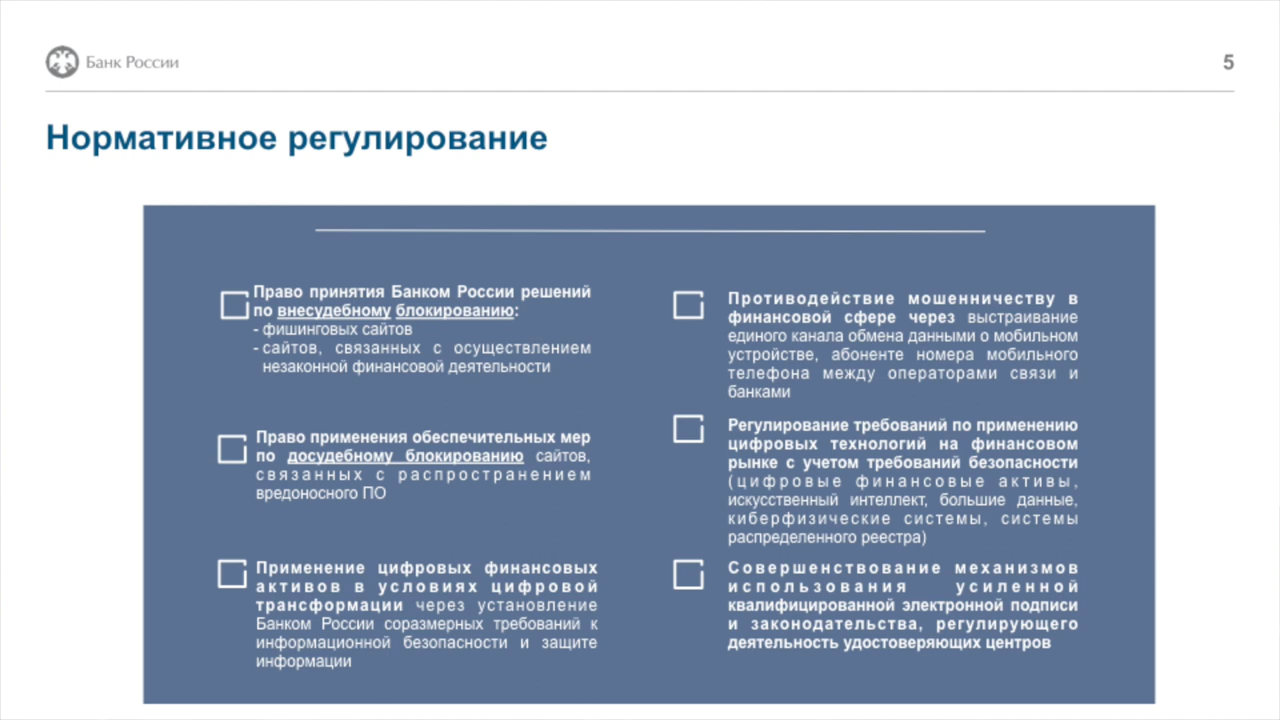 Банк России
5
Нормативное регулирование
Право принятия Банком России решений
по внесудебному блокированию:
- фишинговых сайтов
- сайтов, связанных с осуществлением
незаконной финансовой деятельности
Право применения обеспечительных мер
по досудебному блокированию сайтов,
связанных с распространением
вредоносного ПО
Применение цифровых финансовых
активов в условиях цифровой
трансформации через установление
Банком России соразмерных требований к
информационной безопасности и защите
информации
Противодействие мошенничеству в
финансовой сфере через выстраивание
единого канала обмена данными о мобильном
устройстве, абоненте номера мобильного
телефона между операторами связи и
банками
Регулирование требований по применению
цифровых технологий на финансовом
рынке с учетом требований безопасности
(цифровые финансовые активы,
искусственный интеллект, большие данные,
киберфизические системы, системы
распределенного реестра)
Совершенствование механизмов
использования усиленной
квалифицированной электронной подписи
и законодательства, регулирующего
деятельность удостоверяющих центров